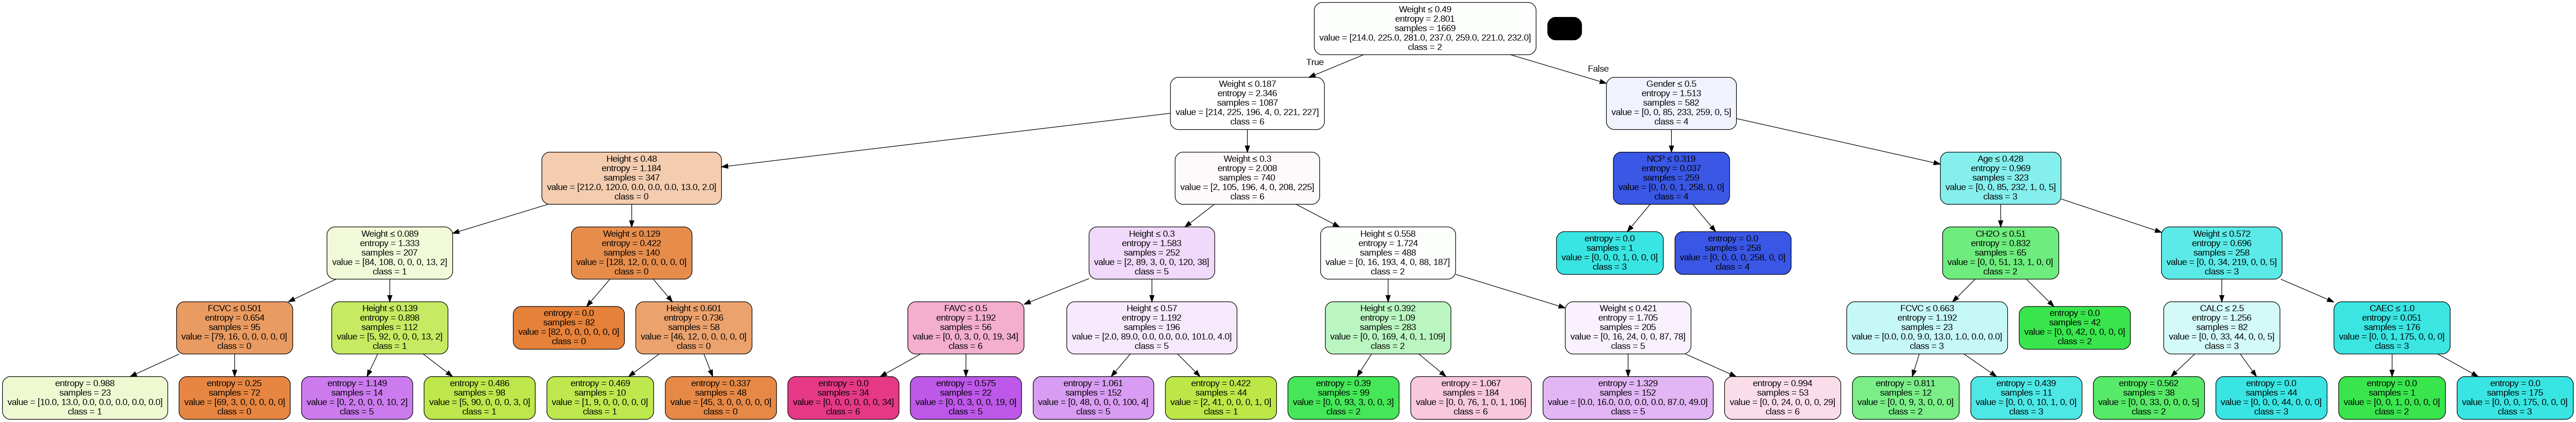 Weight ≤ 0.49
entropy = 2.801
samples = 1669
value = [214.0, 225.0, 281.0, 237.0, 259.0, 221.0, 232.0]
class = 2
True
False
Weight ≤ 0.187
entropy = 2.346
samples = 1087
value = [214, 225, 196, 4, 0, 221, 227]
class = 6
Gender ≤ 0.5
entropy = 1.513
samples = 582
value = [0, 0, 85, 233, 259, 0, 5]
class = 4
Height ≤ 0.48
entropy = 1.184
samples = 347
value = [212.0, 120.0, 0.0, 0.0, 0.0, 13.0, 2.0]
class = 0
Weight ≤ 0.3
entropy = 2.008
samples = 740
value = [2, 105, 196, 4, 0, 208, 225]
class = 6
NCP ≤ 0.319
entropy = 0.037
samples = 259
value = [0, 0, 0, 1, 258, 0, 0]
class = 4
Age ≤ 0.428
entropy = 0.969
samples = 323
value = [0, 0, 85, 232, 1, 0, 5]
class = 3
Weight ≤ 0.089
entropy = 1.333
samples = 207
value = [84, 108, 0, 0, 0, 13, 2]
class = 1
Weight ≤ 0.129
entropy = 0.422
samples = 140
value = [128, 12, 0, 0, 0, 0, 0]
class = 0
Height ≤ 0.3
entropy = 1.583
samples = 252
value = [2, 89, 3, 0, 0, 120, 38]
class = 5
Height ≤ 0.558
entropy = 1.724
samples = 488
value = [0, 16, 193, 4, 0, 88, 187]
class = 2
entropy = 0.0
samples = 1
value = [0, 0, 0, 1, 0, 0, 0]
class = 3
entropy = 0.0
samples = 258
value = [0, 0, 0, 0, 258, 0, 0]
class = 4
CH2O ≤ 0.51
entropy = 0.832
samples = 65
value = [0, 0, 51, 13, 1, 0, 0]
class = 2
Weight ≤ 0.572
entropy = 0.696
samples = 258
value = [0, 0, 34, 219, 0, 0, 5]
class = 3
FCVC ≤ 0.501
entropy = 0.654
samples = 95
value = [79, 16, 0, 0, 0, 0, 0]
class = 0
Height ≤ 0.139
entropy = 0.898
samples = 112
value = [5, 92, 0, 0, 0, 13, 2]
class = 1
entropy = 0.0
samples = 82
value = [82, 0, 0, 0, 0, 0, 0]
class = 0
Height ≤ 0.601
entropy = 0.736
samples = 58
value = [46, 12, 0, 0, 0, 0, 0]
class = 0
FAVC ≤ 0.5
entropy = 1.192
samples = 56
value = [0, 0, 3, 0, 0, 19, 34]
class = 6
Height ≤ 0.57
entropy = 1.192
samples = 196
value = [2.0, 89.0, 0.0, 0.0, 0.0, 101.0, 4.0]
class = 5
Height ≤ 0.392
entropy = 1.09
samples = 283
value = [0, 0, 169, 4, 0, 1, 109]
class = 2
Weight ≤ 0.421
entropy = 1.705
samples = 205
value = [0, 16, 24, 0, 0, 87, 78]
class = 5
FCVC ≤ 0.663
entropy = 1.192
samples = 23
value = [0.0, 0.0, 9.0, 13.0, 1.0, 0.0, 0.0]
class = 3
entropy = 0.0
samples = 42
value = [0, 0, 42, 0, 0, 0, 0]
class = 2
CALC ≤ 2.5
entropy = 1.256
samples = 82
value = [0, 0, 33, 44, 0, 0, 5]
class = 3
CAEC ≤ 1.0
entropy = 0.051
samples = 176
value = [0, 0, 1, 175, 0, 0, 0]
class = 3
entropy = 0.988
samples = 23
value = [10.0, 13.0, 0.0, 0.0, 0.0, 0.0, 0.0]
class = 1
entropy = 0.25
samples = 72
value = [69, 3, 0, 0, 0, 0, 0]
class = 0
entropy = 1.149
samples = 14
value = [0, 2, 0, 0, 0, 10, 2]
class = 5
entropy = 0.486
samples = 98
value = [5, 90, 0, 0, 0, 3, 0]
class = 1
entropy = 0.469
samples = 10
value = [1, 9, 0, 0, 0, 0, 0]
class = 1
entropy = 0.337
samples = 48
value = [45, 3, 0, 0, 0, 0, 0]
class = 0
entropy = 0.0
samples = 34
value = [0, 0, 0, 0, 0, 0, 34]
class = 6
entropy = 0.575
samples = 22
value = [0, 0, 3, 0, 0, 19, 0]
class = 5
entropy = 1.061
samples = 152
value = [0, 48, 0, 0, 0, 100, 4]
class = 5
entropy = 0.422
samples = 44
value = [2, 41, 0, 0, 0, 1, 0]
class = 1
entropy = 0.39
samples = 99
value = [0, 0, 93, 3, 0, 0, 3]
class = 2
entropy = 1.067
samples = 184
value = [0, 0, 76, 1, 0, 1, 106]
class = 6
entropy = 1.329
samples = 152
value = [0.0, 16.0, 0.0, 0.0, 0.0, 87.0, 49.0]
class = 5
entropy = 0.994
samples = 53
value = [0, 0, 24, 0, 0, 0, 29]
class = 6
entropy = 0.811
samples = 12
value = [0, 0, 9, 3, 0, 0, 0]
class = 2
entropy = 0.439
samples = 11
value = [0, 0, 0, 10, 1, 0, 0]
class = 3
entropy = 0.562
samples = 38
value = [0, 0, 33, 0, 0, 0, 5]
class = 2
entropy = 0.0
samples = 44
value = [0, 0, 0, 44, 0, 0, 0]
class = 3
entropy = 0.0
samples = 1
value = [0, 0, 1, 0, 0, 0, 0]
class = 2
entropy = 0.0
samples = 175
value = [0, 0, 0, 175, 0, 0, 0]
class = 3